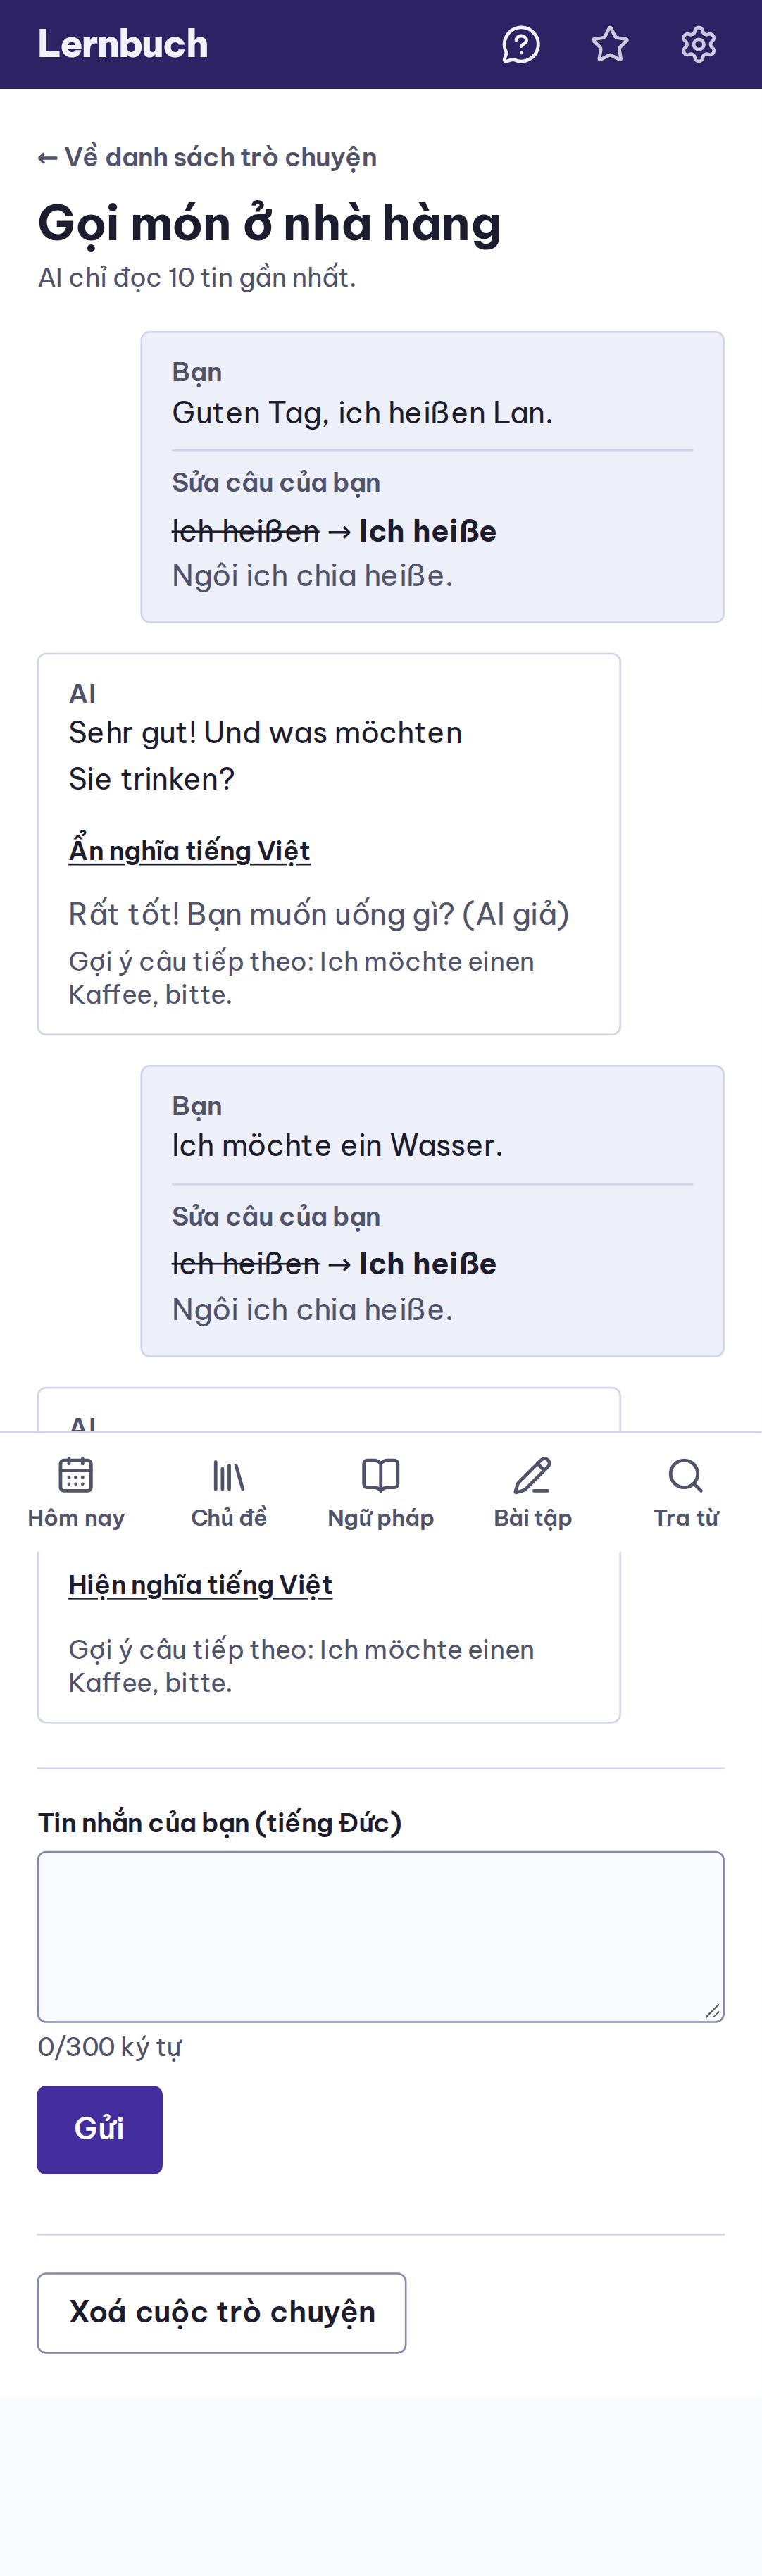 Lernbuch
← Về danh sách trò chuyện
Gọi món ở nhà hàng
AI chỉ đọc 10 tin gần nhất.
Bạn
Guten Tag, ich heißen Lan.
Sửa câu của bạn
Ich heißen → Ich heiße
Ngôi ich chia heiße.
AI
Sehr gut! Und was möchten
Sie trinken?
Ẩn nghĩa tiếng Việt
Rất tốt! Bạn muốn uống gì? (AI giả)
Gợi ý câu tiếp theo: Ich möchte einen
Kaffee, bitte.
Bạn
Ich möchte ein Wasser.
Sửa câu của bạn
Ich heißen → Ich heiße
Ngôi ich chia heiße.
AI
Hôm nay
Chủ đề
Ngữ pháp
Bài tập
Tra từ
Hiện nghĩa tiếng Việt
Gợi ý câu tiếp theo: Ich möchte einen
Kaffee, bitte.
Tin nhắn của bạn (tiếng Đức)
0/300 ký tự
Gửi
Xoá cuộc trò chuyện